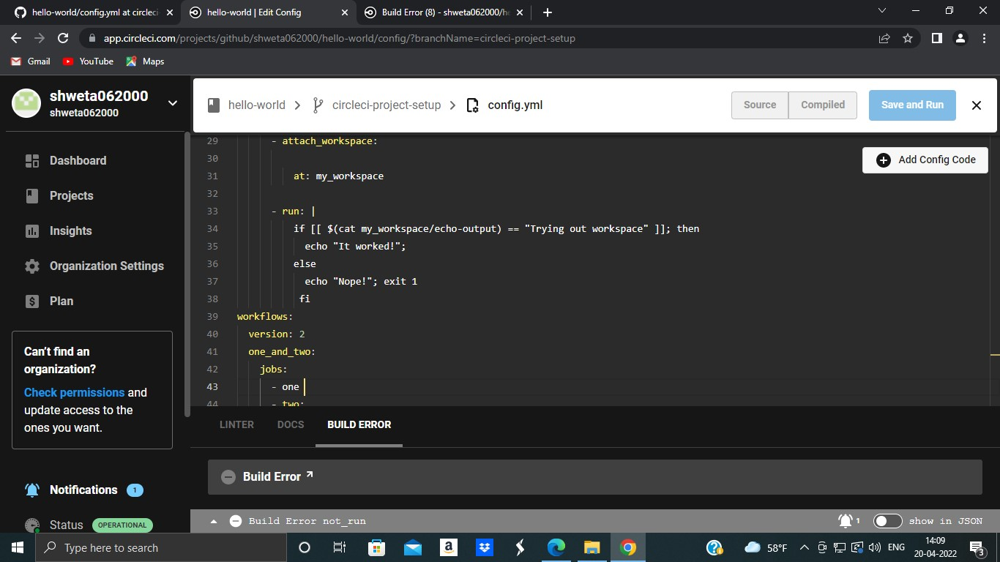 hello-world/config.yml at circleci-
hello-world | Edit Config
Build Error (8) - shweta062000/he
app.circleci.com/projects/github/shweta062000/hello-world/config/?branchName=circleci-project-setup
Gmail
YouTube
Maps
shweta062000
shweta062000
hello-world
circleci-project-setup
config.yml
Source
Compiled
Save and Run
Dashboard
Projects
Insights
Organization Settings
Plan
Can't find an
organization?
Check permissions and
update access to the
ones you want.
Notifications 1
Status OPERATIONAL
Add Config Code
29 - attach_workspace:
30
31 at: my_workspace
32
33 - run: |
34 if [[ $(cat my_workspace/echo-output) == "Trying out workspace" ]]; then
35 echo "It worked!";
36 else
37 echo "Nope!"; exit 1
38 fi
39 workflows:
40 version: 2
41 one_and_two:
42 jobs:
43 - one
44 - two:
LINTER
DOCS
BUILD ERROR
Build Error
Build Error not_run
1
show in JSON
Type here to search
58°F
ENG
14:09
20-04-2022
3